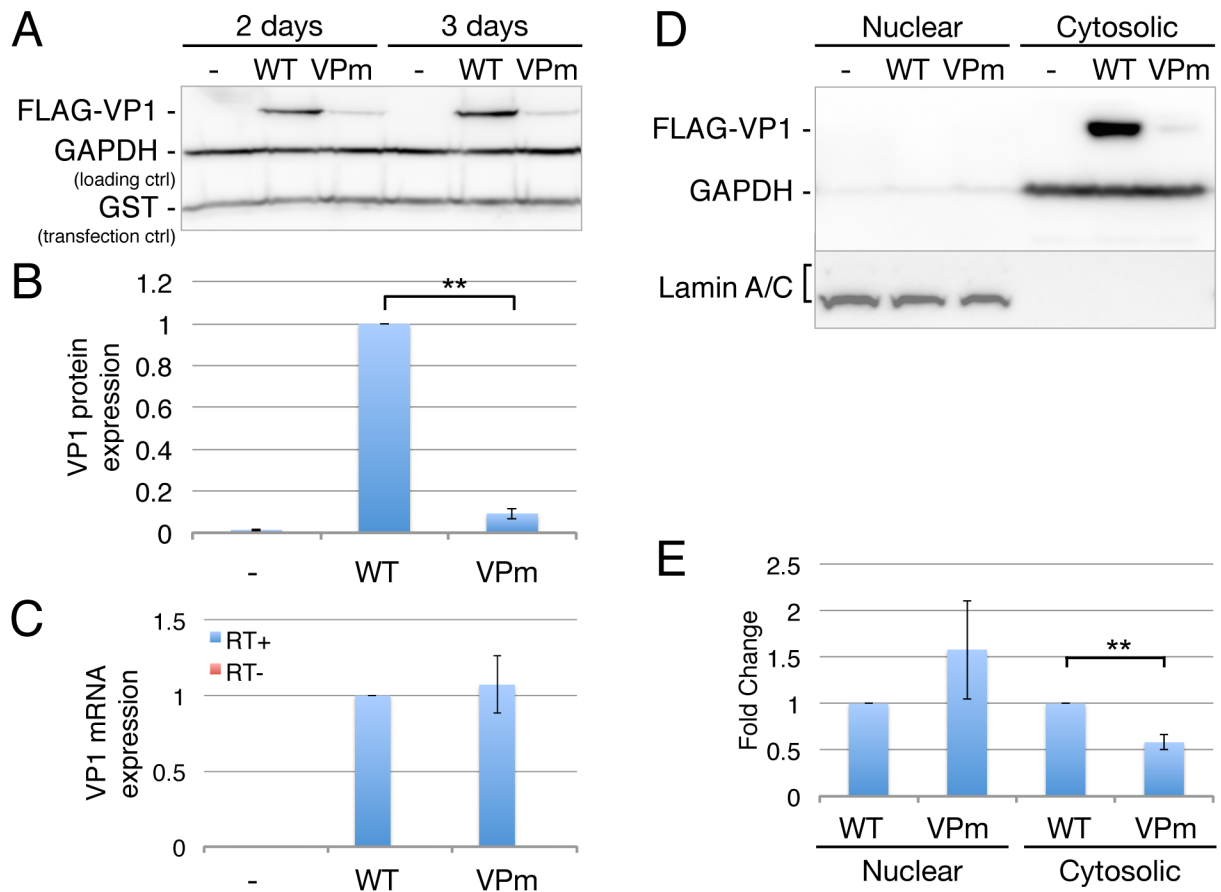 A
2 days 3 days
- WT VPm - WT VPm
FLAG-VP1 -
GAPDH -
(loading ctrl)
GST -
(transfection ctrl)
B
VP1 protein
expression
1.2
1
0.8
0.6
0.4
0.2
0
**
- WT VPm
C
VP1 mRNA
expression
1.5
1
0.5
0
RT+
RT-
- WT VPm
D
Nuclear Cytosolic
- WT VPm - WT VPm
FLAG-VP1 -
GAPDH -
Lamin A/C
E
Fold Change
2.5
2
1.5
1
0.5
0
**
WT VPm WT VPm
Nuclear Cytosolic